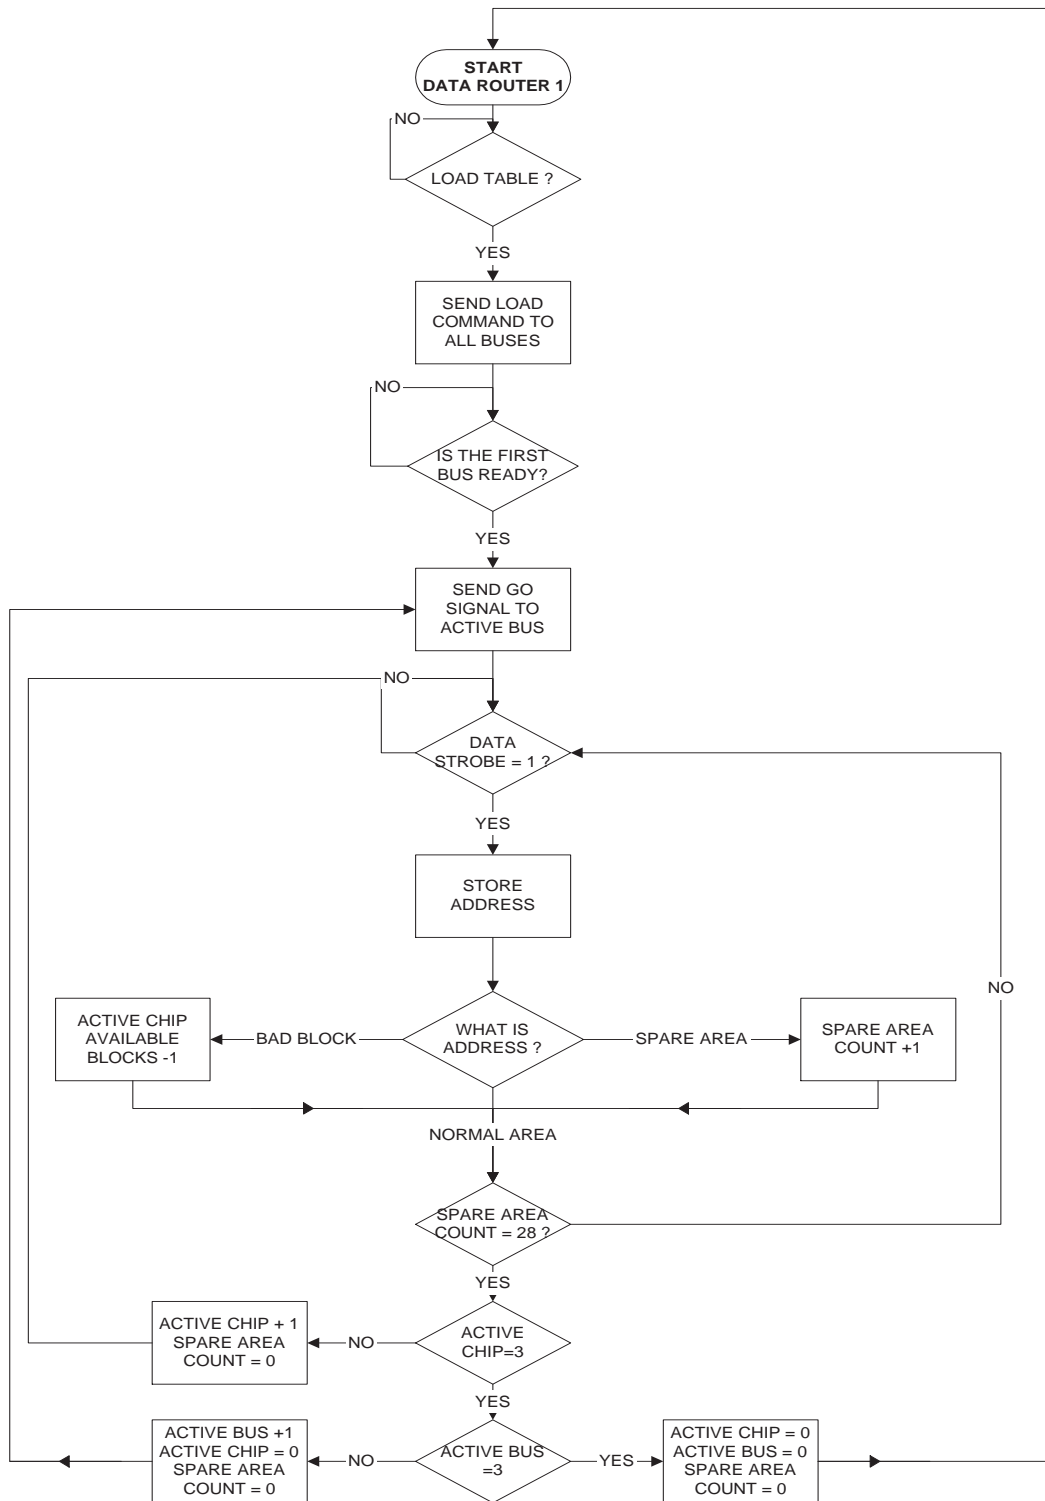 START
DATA ROUTER 1
NO
LOAD TABLE ?
YES
SEND LOAD
COMMAND TO
ALL BUSES
NO
IS THE FIRST
BUS READY?
YES
SEND GO
SIGNAL TO
ACTIVE BUS
NO
DATA
STROBE = 1 ?
YES
STORE
ADDRESS
NO
ACTIVE CHIP
AVAILABLE
BLOCKS -1
BAD BLOCK
WHAT IS
ADDRESS ?
SPARE AREA
SPARE AREA
COUNT +1
NORMAL AREA
SPARE AREA
COUNT = 28 ?
YES
ACTIVE CHIP + 1
SPARE AREA
COUNT = 0
NO
ACTIVE
CHIP=3
YES
ACTIVE BUS +1
ACTIVE CHIP = 0
SPARE AREA
COUNT = 0
NO
ACTIVE BUS
=3
YES
ACTIVE CHIP = 0
ACTIVE BUS = 0
SPARE AREA
COUNT = 0